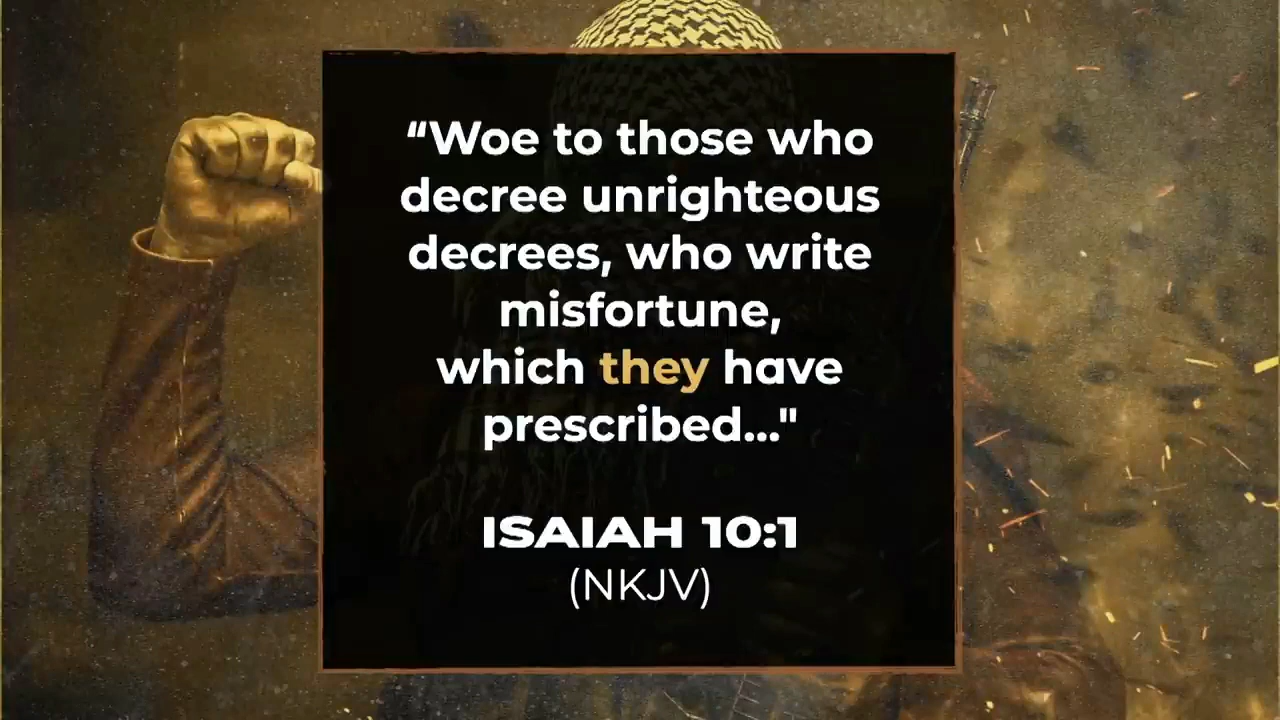 “Woe to those who
decree unrighteous
decrees, who write
misfortune,
which they have
prescribed..."
ISAIAH 10:1
(NKJV)